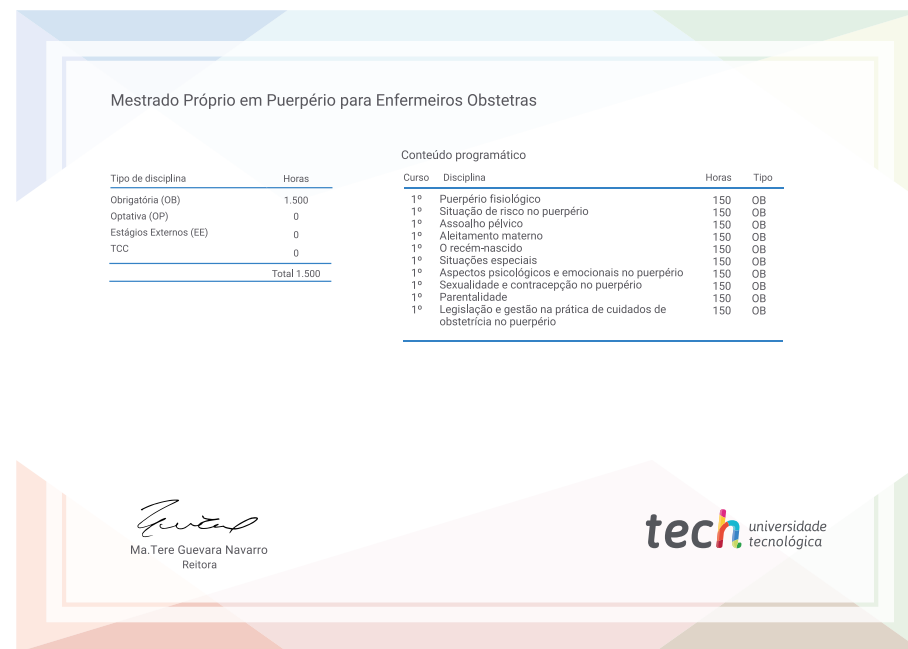 Mestrado Próprio em Puerpério para Enfermeiros Obstetras
Tipo de disciplina Horas
Obrigatória (OB) 1.500
Optativa (OP) 0
Estágios Externos (EE) 0
TCC 0
Total 1.500
Conteúdo programático
Curso Disciplina Horas Tipo
1º Puerpério fisiológico 150 OB
1º Situação de risco no puerpério 150 OB
1º Assoalho pélvico 150 OB
1º Aleitamento materno 150 OB
1º O recém-nascido 150 OB
1º Situações especiais 150 OB
1º Aspectos psicológicos e emocionais no puerpério 150 OB
1º Sexualidade e contracepção no puerpério 150 OB
1º Parentalidade 150 OB
1º Legislação e gestão na prática de cuidados de 150 OB
obstetrícia no puerpério
Ma.Tere Guevara Navarro
Reitora
tech universidade
tecnológica